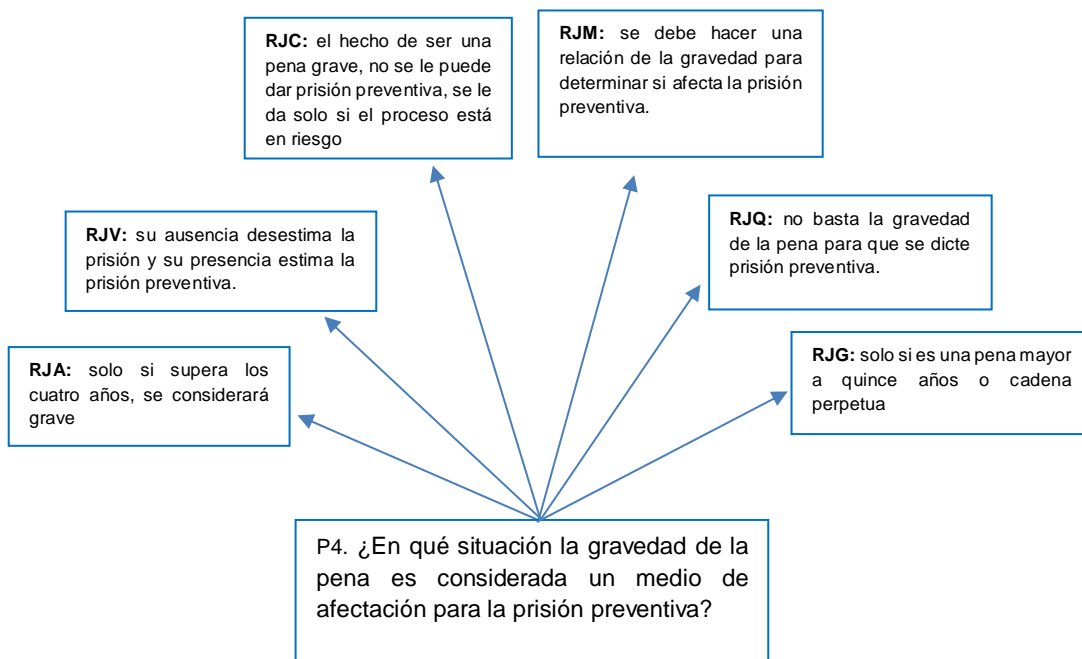 RJC: el hecho de ser una
pena grave, no se le puede
dar prisión preventiva, se le
da solo si el proceso está
en riesgo
RJM: se debe hacer una
relación de la gravedad para
determinar si afecta la prisión
preventiva.
RJV: su ausencia desestima la
prisión y su presencia estima la
prisión preventiva.
RJQ: no basta la gravedad
de la pena para que se dicte
prisión preventiva.
RJA: solo si supera los
cuatro años, se considerará
grave
RJG: solo si es una pena mayor
a quince años o cadena
perpetua
P4. ¿En qué situación la gravedad de la
pena es considerada un medio de
afectación para la prisión preventiva?